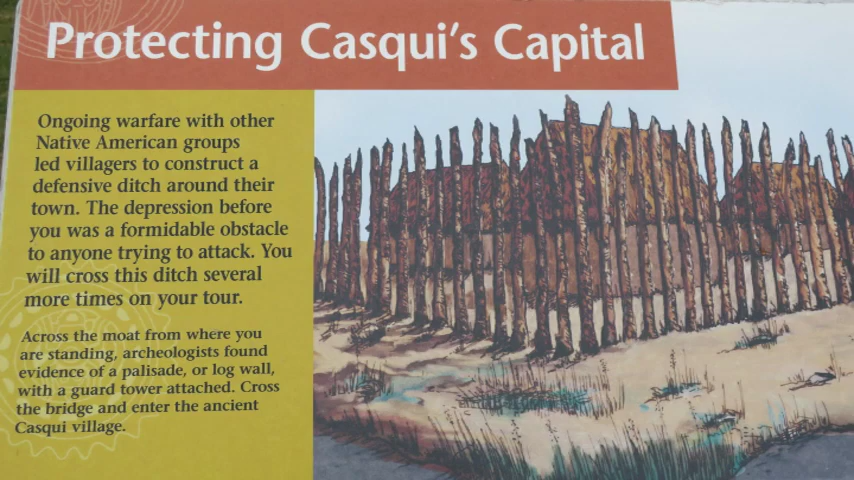 Protecting Casqui's Capital
Ongoing warfare with other
Native American groups
led villagers to construct a
defensive ditch around their
town. The depression before
you was a formidable obstacle
to anyone trying to attack. You
will cross this ditch several
more times on your tour.
Across the moat from where you
are standing, archeologists found
evidence of a palisade, or log wall,
with a guard tower attached. Cross
the bridge and enter the ancient
Casqui village.